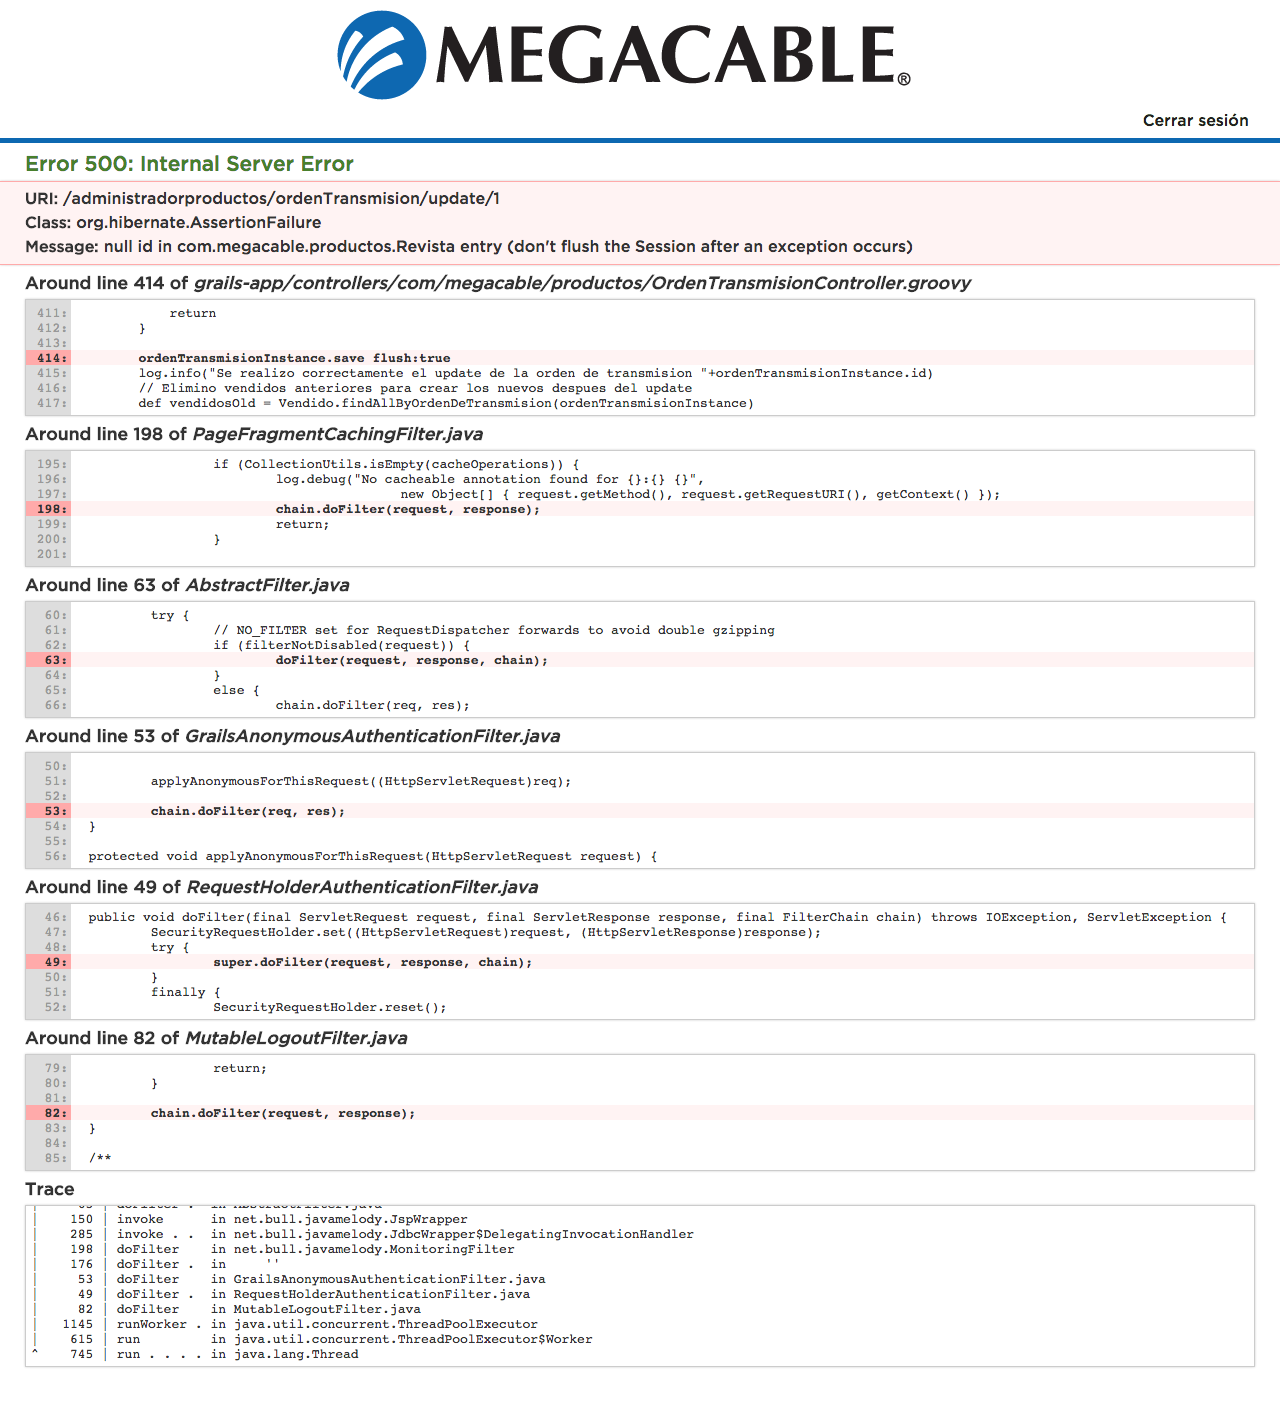 MEGACABLE®
Cerrar sesión
Error 500: Internal Server Error
URI: /administradorproductos/ordenTransmision/update/1
Class: org.hibernate.AssertionFailure
Message: null id in com.megacable.productos.Revista entry (don't flush the Session after an exception occurs)
Around line 414 of grails-app/controllers/com/megacable/productos/OrdenTransmisionController.groovy
411: return
412: }
413:
414: ordenTransmisionInstance.save flush:true
415: log.info("Se realizo correctamente el update de la orden de transmision "+ordenTransmisionInstance.id)
416: // Elimino vendidos anteriores para crear los nuevos despues del update
417: def vendidosOld = Vendido.findAllByOrdenDeTransmision(ordenTransmisionInstance)
Around line 198 of PageFragmentCachingFilter.java
195: if (CollectionUtils.isEmpty(cacheOperations)) {
196: log.debug("No cacheable annotation found for {}:{} {}",
197: new Object[] { request.getMethod(), request.getRequestURI(), getContext() });
198: chain.doFilter(request, response);
199: return;
200: }
201:
Around line 63 of AbstractFilter.java
60: try {
61: // NO_FILTER set for RequestDispatcher forwards to avoid double gzipping
62: if (filterNotDisabled(request)) {
63: doFilter(request, response, chain);
64: }
65: else {
66: chain.doFilter(req, res);
Around line 53 of GrailsAnonymousAuthenticationFilter.java
50:
51: applyAnonymousForThisRequest((HttpServletRequest)req);
52:
53: chain.doFilter(req, res);
54: }
55:
56: protected void applyAnonymousForThisRequest(HttpServletRequest request) {
Around line 49 of RequestHolderAuthenticationFilter.java
46: public void doFilter(final ServletRequest request, final ServletResponse response, final FilterChain chain) throws IOException, ServletException {
47: SecurityRequestHolder.set((HttpServletRequest)request, (HttpServletResponse)response);
48: try {
49: super.doFilter(request, response, chain);
50: }
51: finally {
52: SecurityRequestHolder.reset();
Around line 82 of MutableLogoutFilter.java
79: return;
80: }
81:
82: chain.doFilter(request, response);
83: }
84:
85: /**
Trace
| 63 | doFilter . in AbstractFilter.java
| 150 | invoke in net.bull.javamelody.JspWrapper
| 285 | invoke . . in net.bull.javamelody.JdbcWrapper$DelegatingInvocationHandler
| 198 | doFilter in net.bull.javamelody.MonitoringFilter
| 176 | doFilter . in ''
| 53 | doFilter in GrailsAnonymousAuthenticationFilter.java
| 49 | doFilter . in RequestHolderAuthenticationFilter.java
| 82 | doFilter in MutableLogoutFilter.java
| 1145 | runWorker . in java.util.concurrent.ThreadPoolExecutor
| 615 | run in java.util.concurrent.ThreadPoolExecutor$Worker
^ 745 | run . . . . in java.lang.Thread